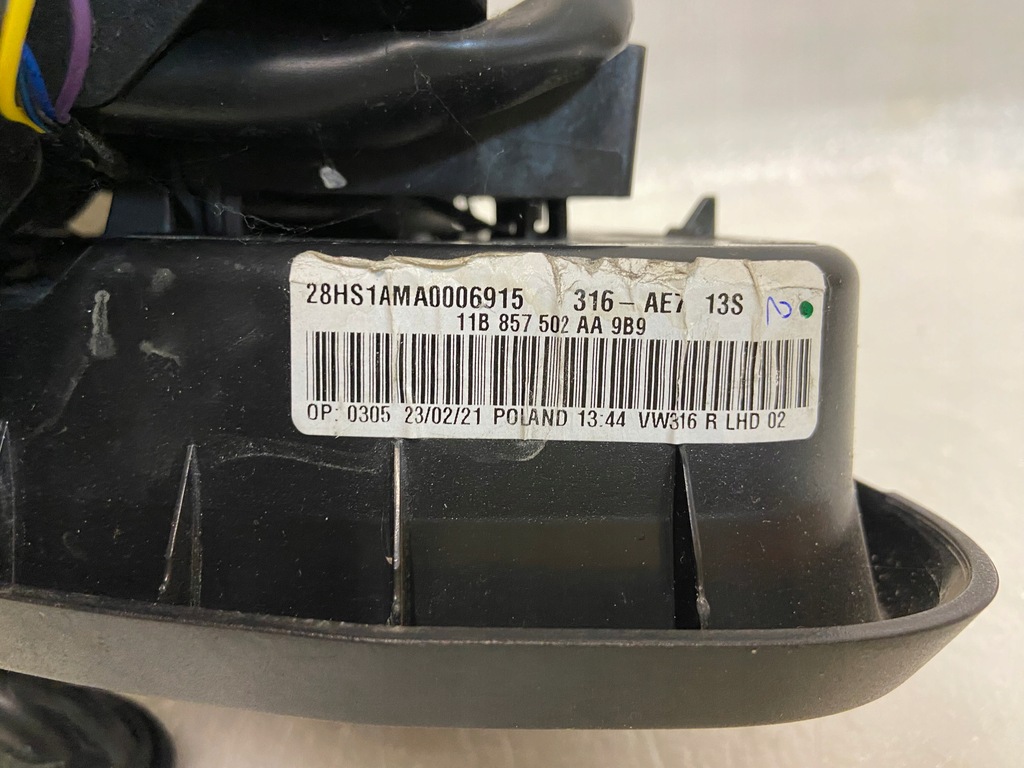 28HS1AMA0006915 316-AE7 13S 2
11B 857 502 AA 9B9
OP: 0305 23/02/21 POLAND 13:44 VW316 R LHD 02